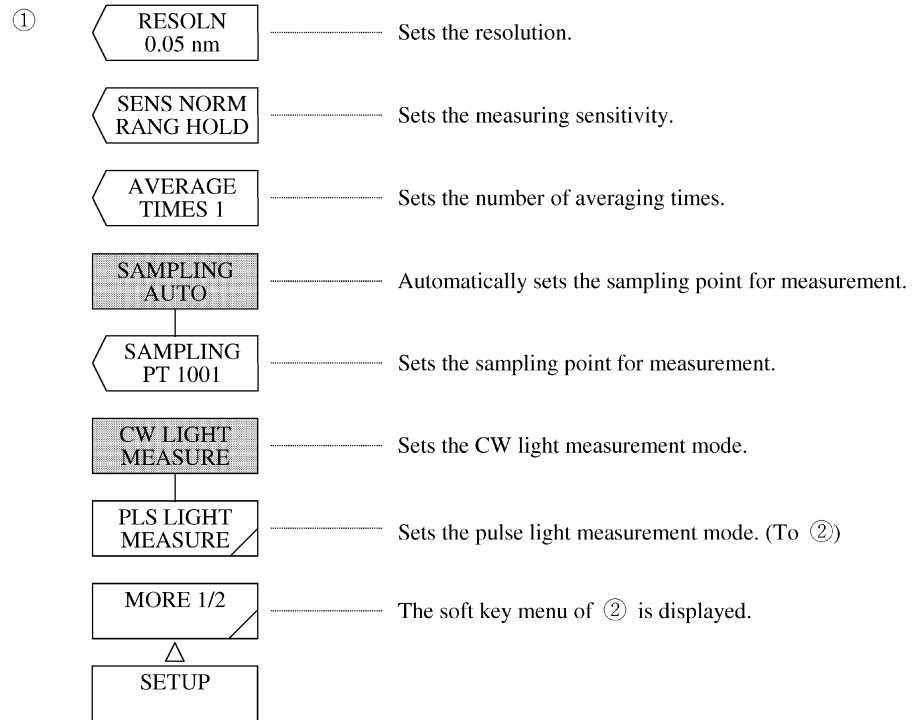 ①
RESOLN
0.05 nm
Sets the resolution.
SENS NORM
RANG HOLD
Sets the measuring sensitivity.
AVERAGE
TIMES 1
Sets the number of averaging times.
SAMPLING
AUTO
Automatically sets the sampling point for measurement.
SAMPLING
PT 1001
Sets the sampling point for measurement.
CW LIGHT
MEASURE
Sets the CW light measurement mode.
PLS LIGHT
MEASURE
Sets the pulse light measurement mode. (To ②)
MORE 1/2
The soft key menu of ② is displayed.
SETUP